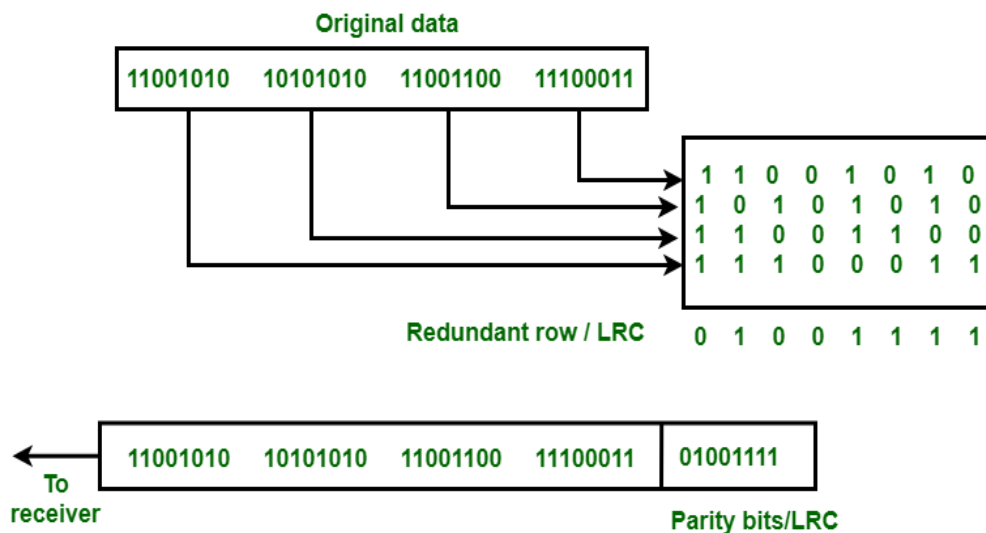 Original data
11001010 10101010 11001100 11100011
1 1 0 0 1 0 1 0
1 0 1 0 1 0 1 0
1 1 0 0 1 1 0 0
1 1 1 0 0 0 1 1
Redundant row / LRC 0 1 0 0 1 1 1 1
11001010 10101010 11001100 11100011 01001111
To
receiver
Parity bits/LRC